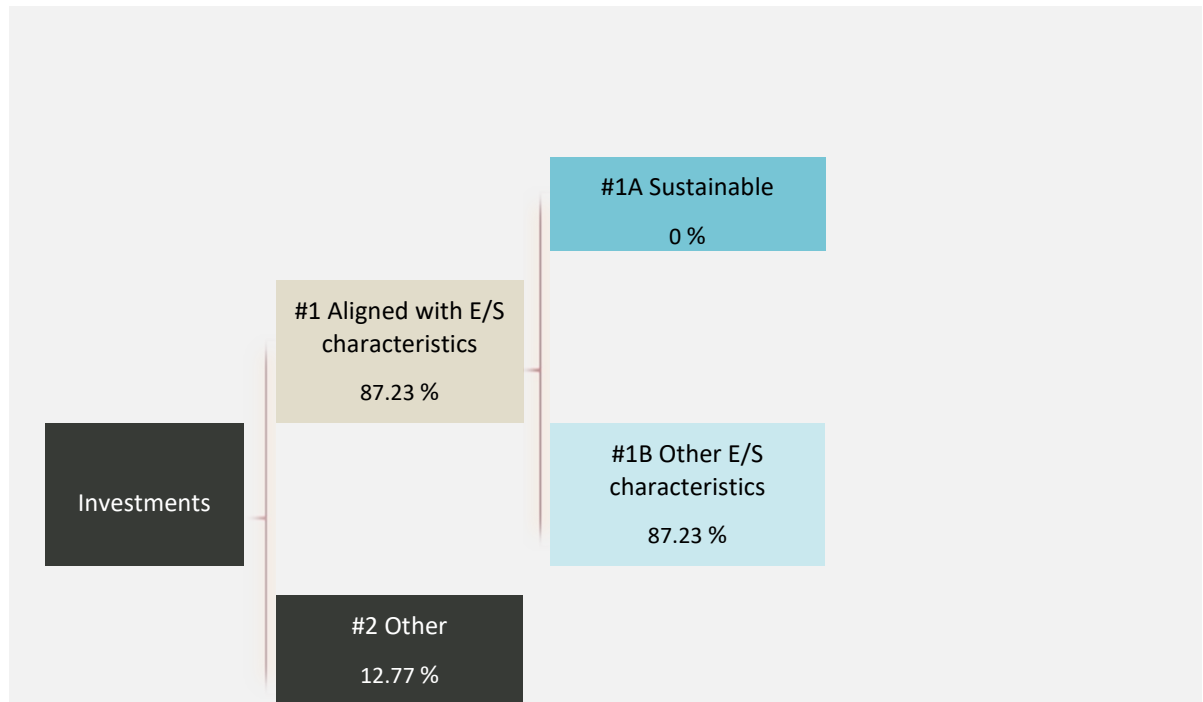 #1A Sustainable
0 %
#1 Aligned with E/S
characteristics
87.23 %
#1B Other E/S
characteristics
87.23 %
Investments
#2 Other
12.77 %